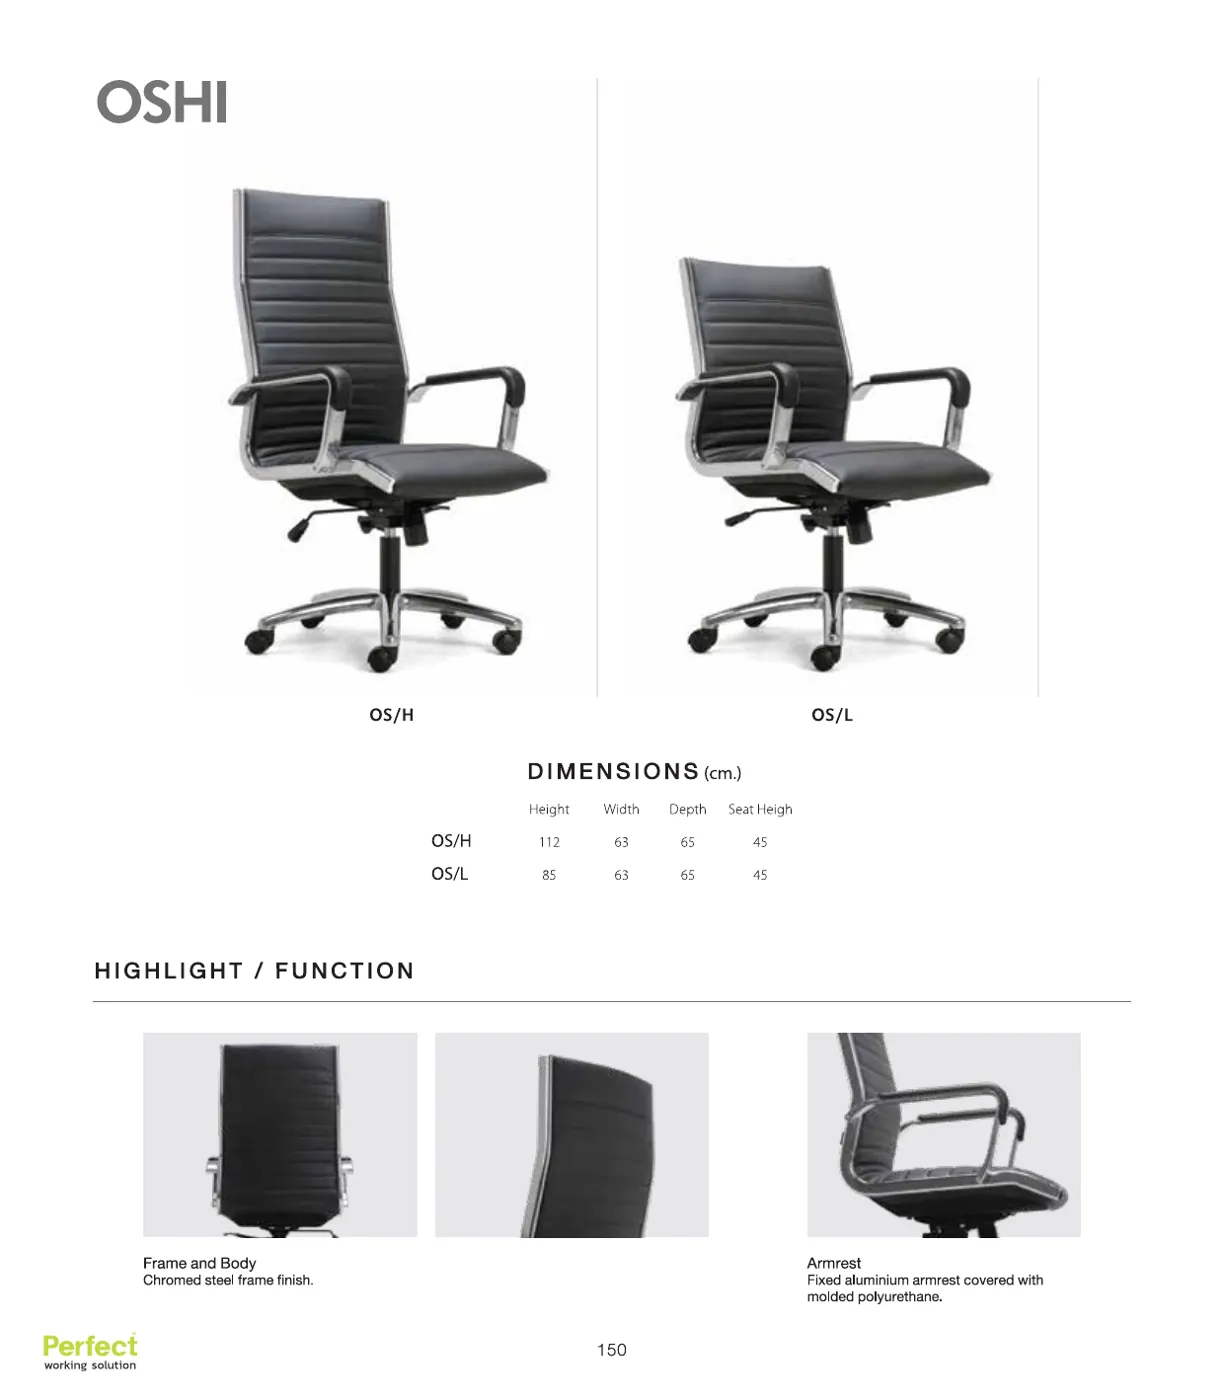 OSHI
OS/H
OS/L
DIMENSIONS (cm.)
Height Width Depth Seat Heigh
OS/H 112 63 65 45
OS/L 85 63 65 45
HIGHLIGHT / FUNCTION
Frame and Body
Chromed steel frame finish.
Armrest
Fixed aluminium armrest covered with
molded polyurethane.
Perfect
working solution
150